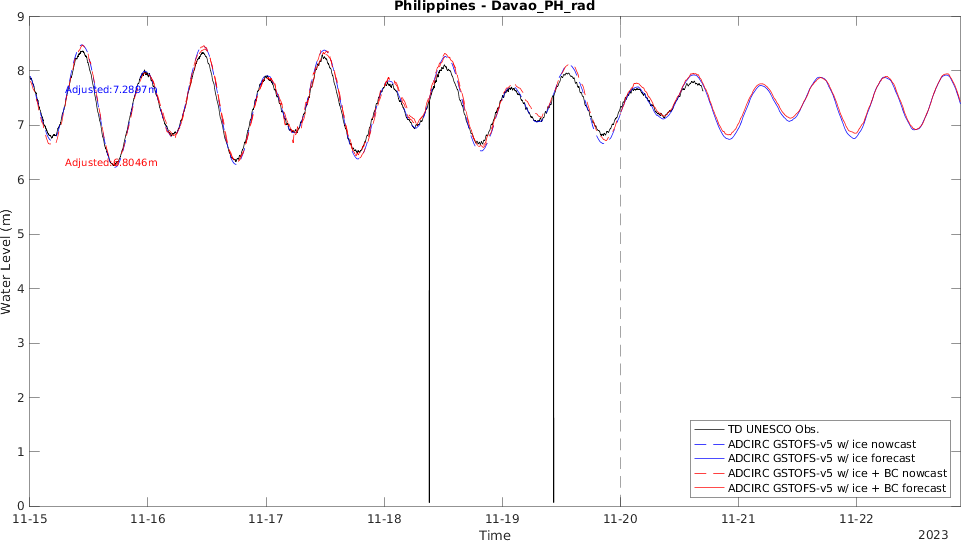 Philippines - Davao_PH_rad
9
8
7
6
5
4
3
2
1
0
Water Level (m)
Adjusted:7.2897m
Adjusted:6.8046m
TD UNESCO Obs.
ADCIRC GSTOFS-v5 w/ ice nowcast
ADCIRC GSTOFS-v5 w/ ice forecast
ADCIRC GSTOFS-v5 w/ ice + BC nowcast
ADCIRC GSTOFS-v5 w/ ice + BC forecast
11-15 11-16 11-17 11-18 11-19 11-20 11-21 11-22
Time
2023